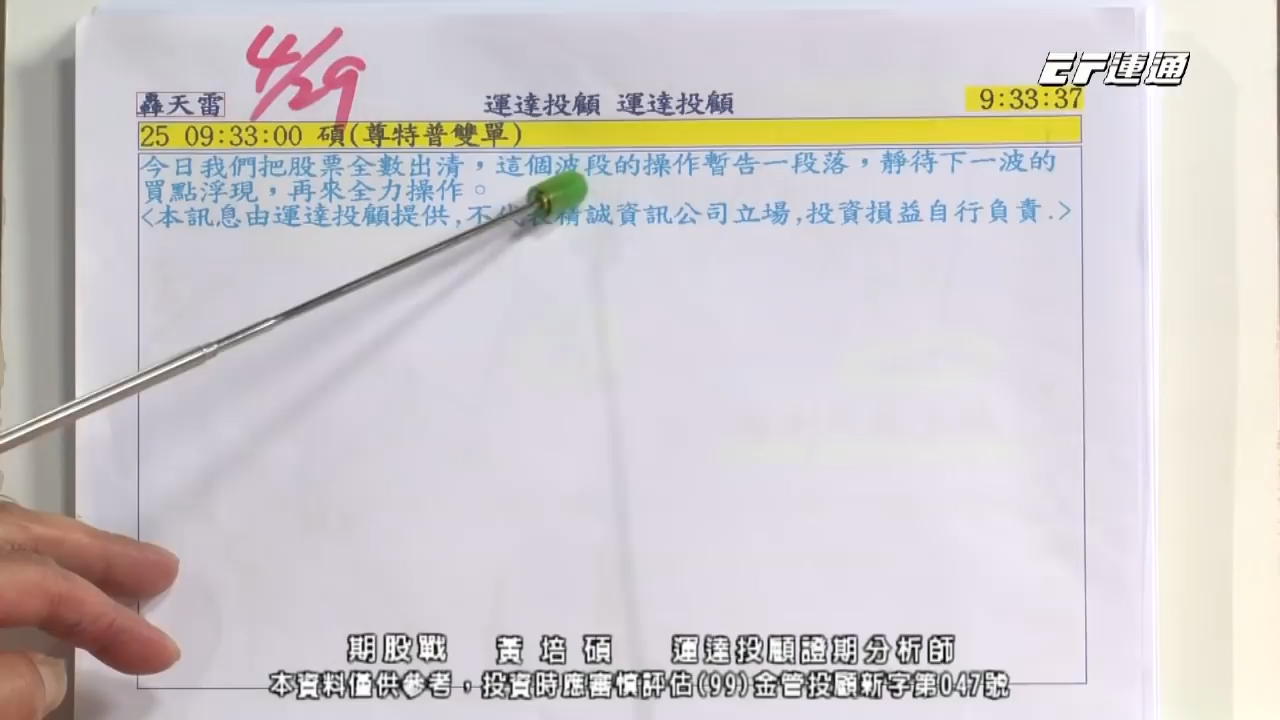 4/29
EF運通
轟天雷 運達投顧 運達投顧 9:33:37
25 09:33:00 碩(尊特普雙單)
今日我們把股票全數出清，這個波段的操作暫告一段落，靜待下一波的
買點浮現，再來全力操作。
<本訊息由運達投顧提供,不代表精誠資訊公司立場,投資損益自行負責.>
期股戰 黃培碩 運達投顧證期分析師
本資料僅供參考，投資時應審慎評估(99)金管投顧新字第047號